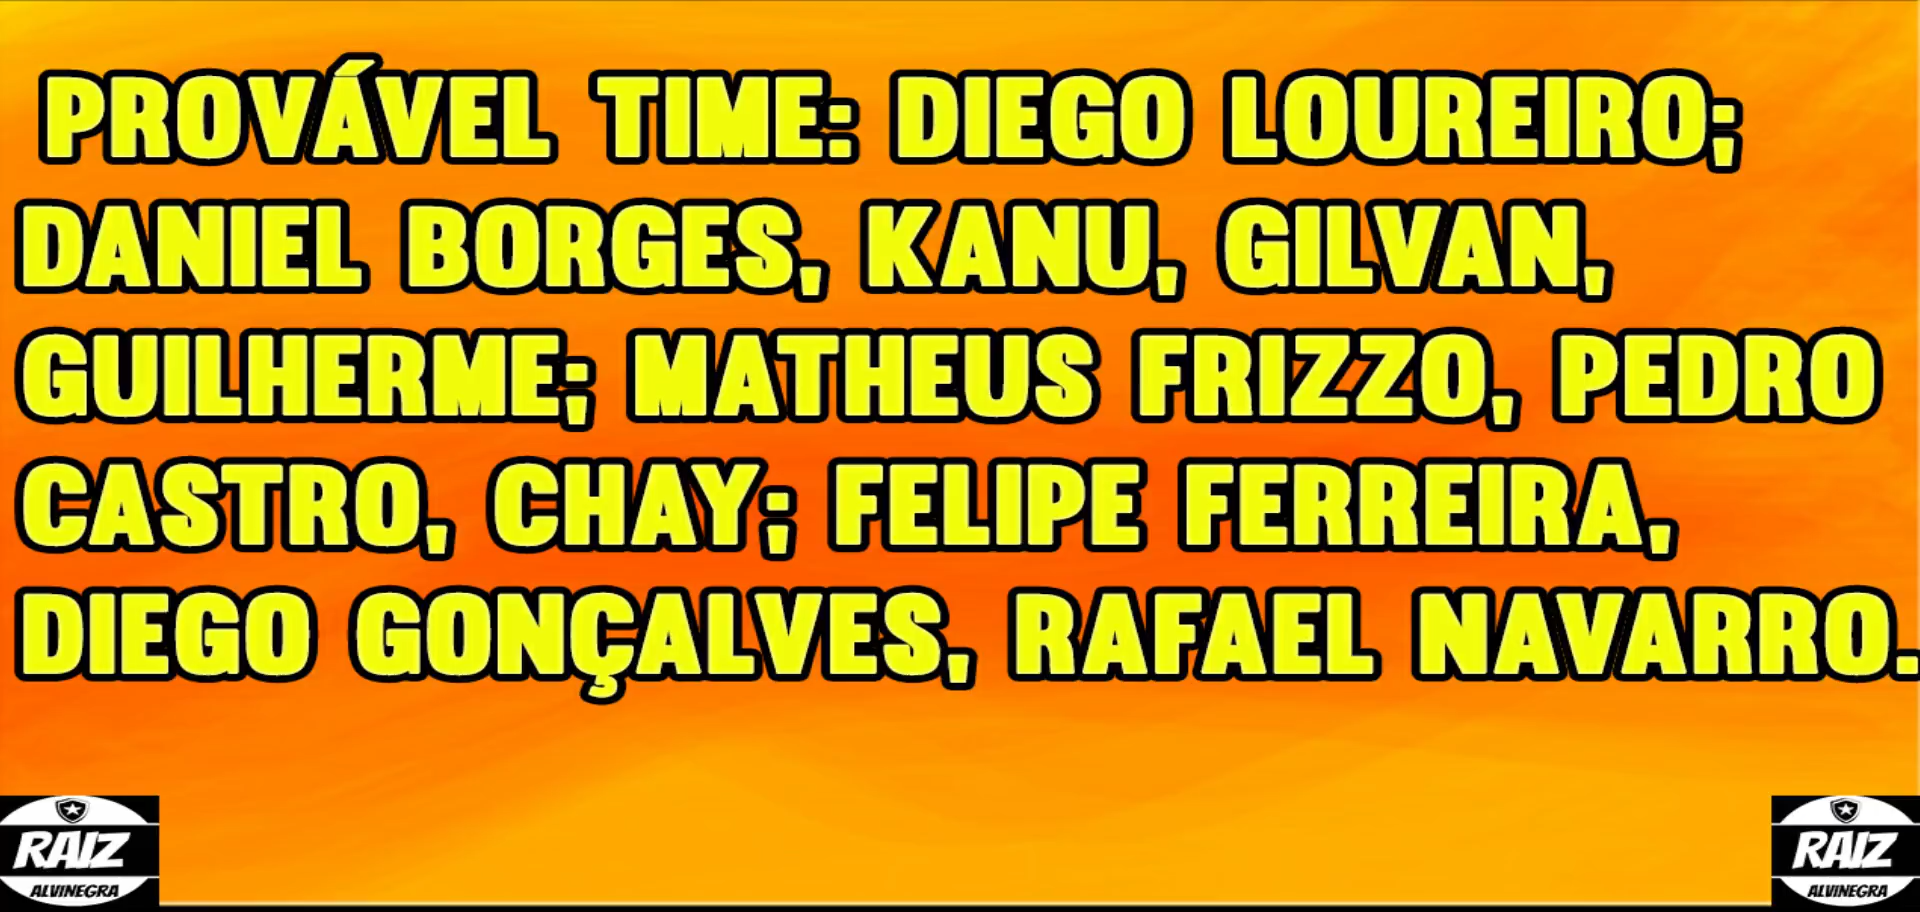 PROVÁVEL TIME: DIEGO LOUREIRO;
DANIEL BORGES, KANU, GILVAN,
GUILHERME; MATHEUS FRIZZO, PEDRO
CASTRO, CHAY; FELIPE FERREIRA,
DIEGO GONÇALVES, RAFAEL NAVARRO.
RAIZ
ALVINEGRA
RAIZ
ALVINEGRA